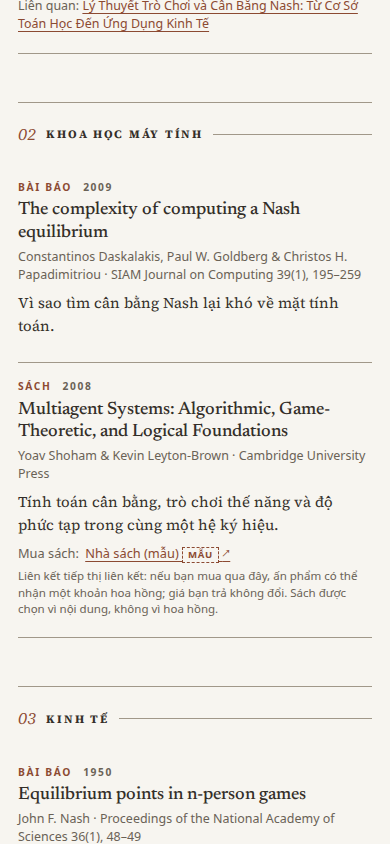 Liên quan: Lý Thuyết Trò Chơi và Cân Bằng Nash: Từ Cơ Sở
Toán Học Đến Ứng Dụng Kinh Tế
02 KHOA HỌC MÁY TÍNH
BÀI BÁO 2009
The complexity of computing a Nash
equilibrium
Constantinos Daskalakis, Paul W. Goldberg & Christos H.
Papadimitriou · SIAM Journal on Computing 39(1), 195–259
Vì sao tìm cân bằng Nash lại khó về mặt tính
toán.
SÁCH 2008
Multiagent Systems: Algorithmic, Game-
Theoretic, and Logical Foundations
Yoav Shoham & Kevin Leyton-Brown · Cambridge University
Press
Tính toán cân bằng, trò chơi thế năng và độ
phức tạp trong cùng một hệ ký hiệu.
Mua sách: Nhà sách (mẫu) MẪU ↗
Liên kết tiếp thị liên kết: nếu bạn mua qua đây, ấn phẩm có thể
nhận một khoản hoa hồng; giá bạn trả không đổi. Sách được
chọn vì nội dung, không vì hoa hồng.
03 KINH TẾ
BÀI BÁO 1950
Equilibrium points in n-person games
John F. Nash · Proceedings of the National Academy of
Sciences 36(1), 48–49